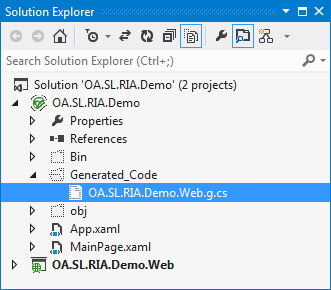 Solution Explorer
Search Solution Explorer (Ctrl+;)
Solution 'OA.SL.RIA.Demo' (2 projects)
OA.SL.RIA.Demo
Properties
References
Bin
Generated_Code
OA.SL.RIA.Demo.Web.g.cs
obj
App.xaml
MainPage.xaml
OA.SL.RIA.Demo.Web